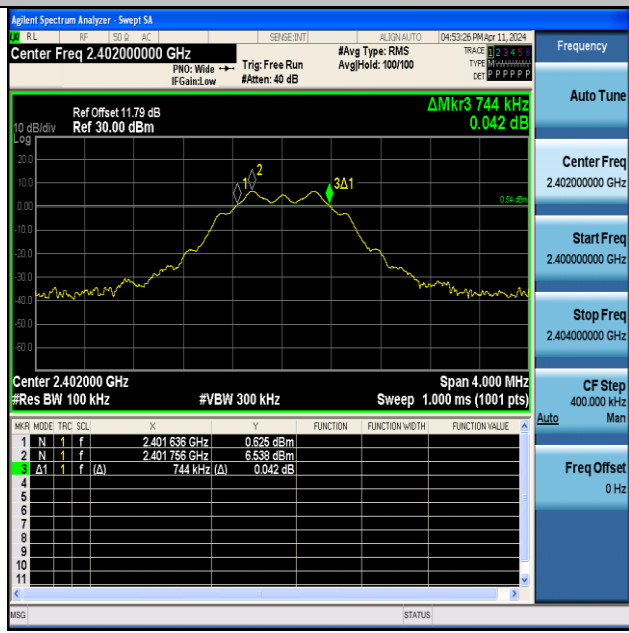 Agilent Spectrum Analyzer - Swept SA
RL RF 50 Ω AC SENSE:INT ALIGN AUTO 04:53:26 PM Apr 11, 2024
Center Freq 2.402000000 GHz
PNO: Wide
IFGain:Low
Trig: Free Run
#Atten: 40 dB
#Avg Type: RMS
Avg|Hold: 100/100
TRACE 1 2 3 4 5 6
TYPE M
DET P P P P P P
Frequency
Auto Tune
Center Freq
2.402000000 GHz
Start Freq
2.400000000 GHz
Stop Freq
2.404000000 GHz
CF Step
400.000 kHz
Auto Man
Freq Offset
0 Hz
ΔMkr3 744 kHz
0.042 dB
Ref Offset 11.79 dB
10 dB/div Ref 30.00 dBm
Log
20.0
10.0
0.00
-10.0
-20.0
-30.0
-40.0
-50.0
-60.0
1
2
3Δ1
0.54 dBm
Center 2.402000 GHz Span 4.000 MHz
#Res BW 100 kHz #VBW 300 kHz Sweep 1.000 ms (1001 pts)
MKR MODE TRC SCL X Y FUNCTION FUNCTION WIDTH FUNCTION VALUE
1 N 1 f 2.401 636 GHz 0.625 dBm
2 N 1 f 2.401 756 GHz 6.538 dBm
3 Δ1 1 f (Δ) 744 kHz (Δ) 0.042 dB
4
5
6
7
8
9
10
11
MSG STATUS